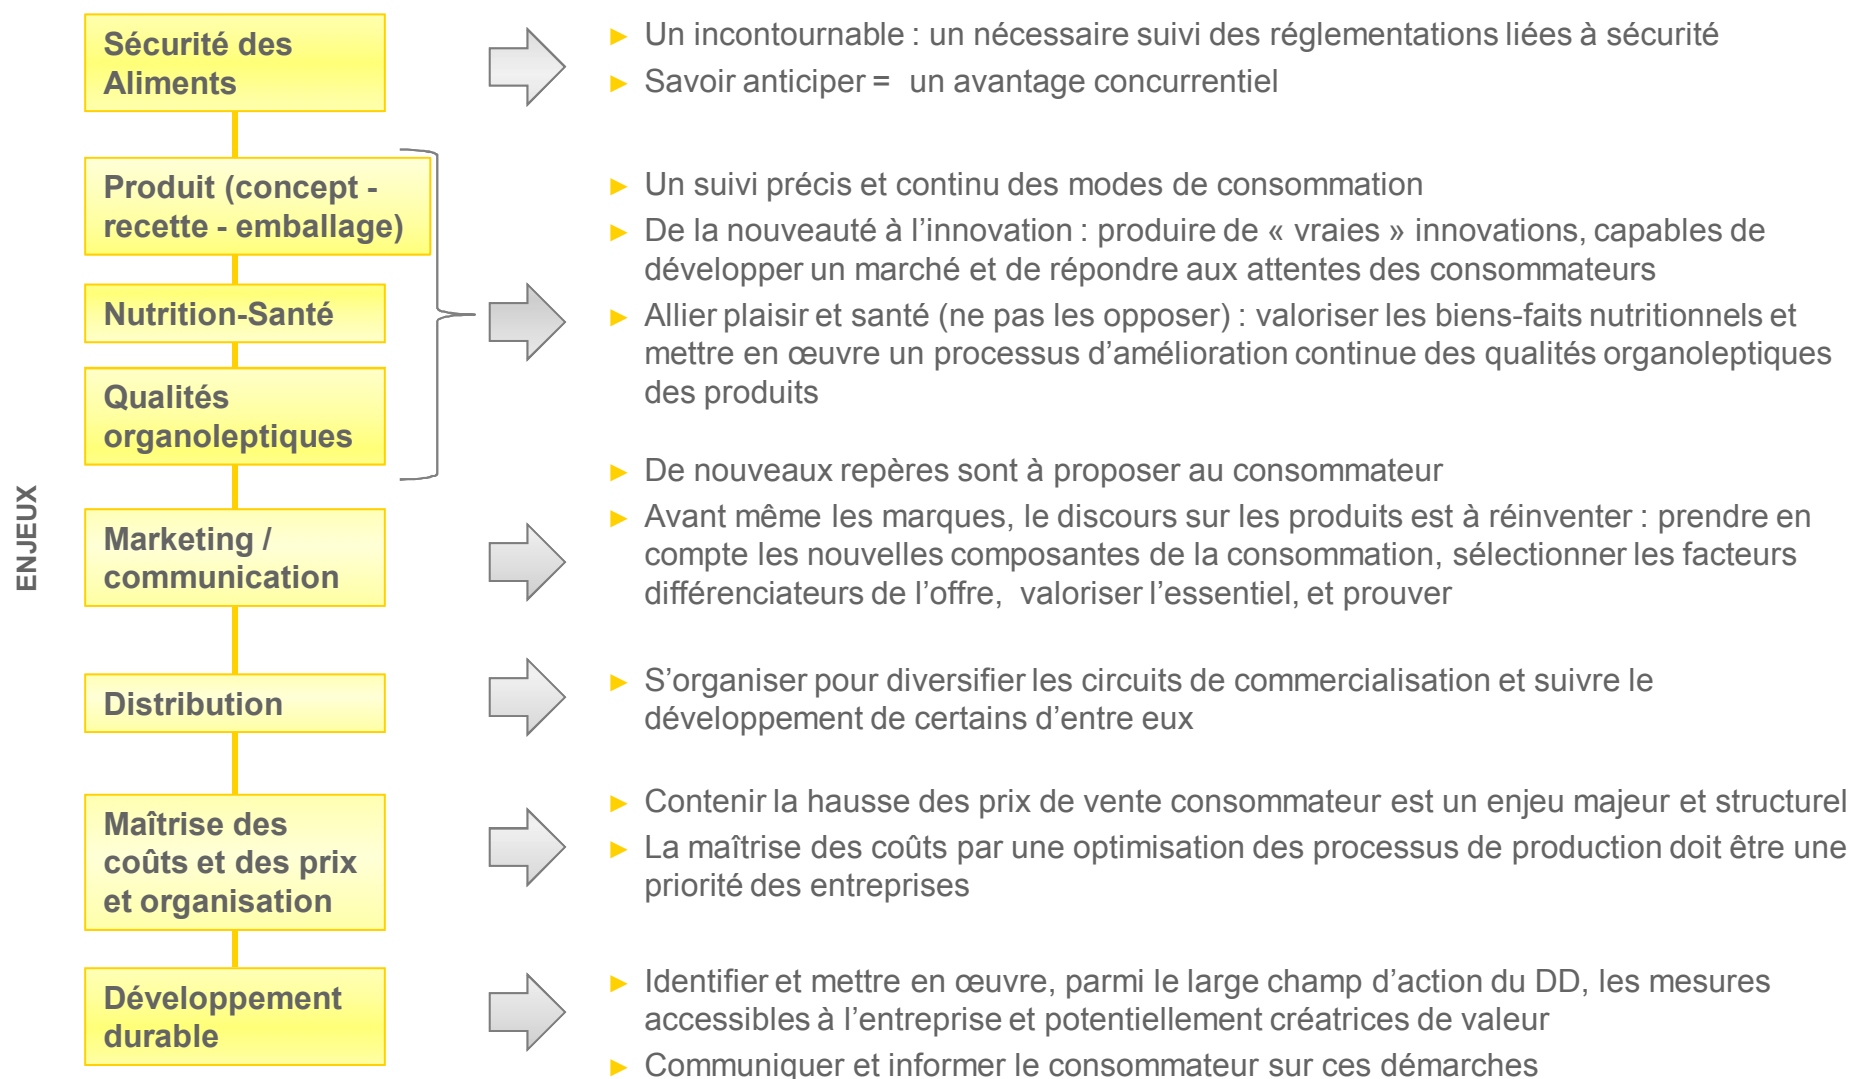 Sécurité des
Aliments
► Un incontournable : un nécessaire suivi des réglementations liées à sécurité
► Savoir anticiper = un avantage concurrentiel
Produit (concept -
recette - emballage)
Nutrition-Santé
Qualités
organoleptiques
► Un suivi précis et continu des modes de consommation
► De la nouveauté à l’innovation : produire de « vraies » innovations, capables de
développer un marché et de répondre aux attentes des consommateurs
► Allier plaisir et santé (ne pas les opposer) : valoriser les biens-faits nutritionnels et
mettre en œuvre un processus d’amélioration continue des qualités organoleptiques
des produits
ENJEUX
Marketing /
communication
► De nouveaux repères sont à proposer au consommateur
► Avant même les marques, le discours sur les produits est à réinventer : prendre en
compte les nouvelles composantes de la consommation, sélectionner les facteurs
différenciateurs de l’offre, valoriser l’essentiel, et prouver
Distribution
► S’organiser pour diversifier les circuits de commercialisation et suivre le
développement de certains d’entre eux
Maîtrise des
coûts et des prix
et organisation
► Contenir la hausse des prix de vente consommateur est un enjeu majeur et structurel
► La maîtrise des coûts par une optimisation des processus de production doit être une
priorité des entreprises
Développement
durable
► Identifier et mettre en œuvre, parmi le large champ d’action du DD, les mesures
accessibles à l’entreprise et potentiellement créatrices de valeur
► Communiquer et informer le consommateur sur ces démarches